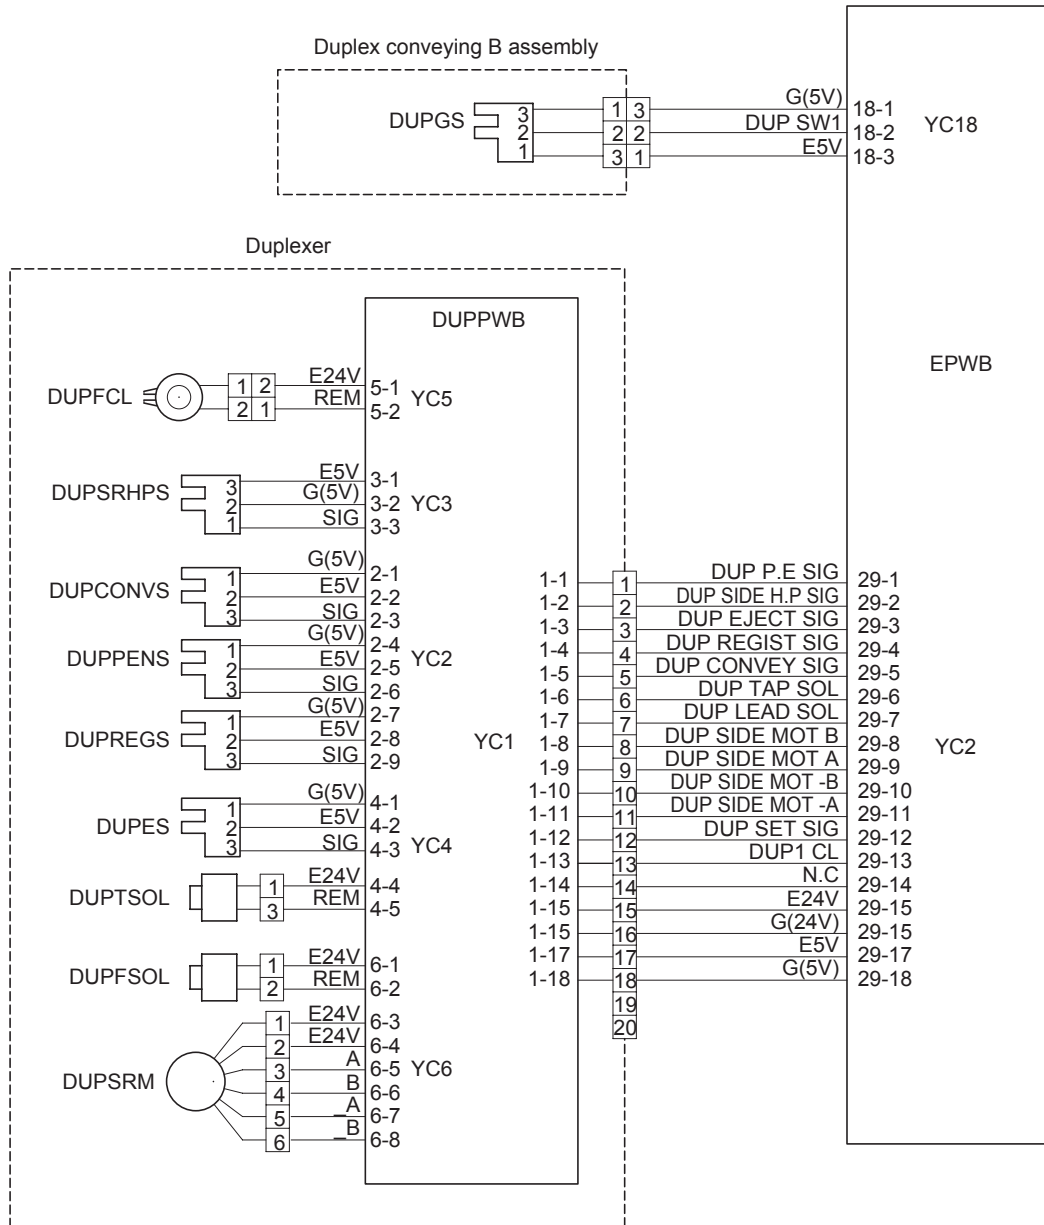 Duplex conveying B assembly
DUPGS
3 1 3 G(5V) 18-1
2 2 2 DUP SW1 18-2 YC18
1 3 1 E5V 18-3
Duplexer
DUPPWB
EPWB
DUPFCL
1 2 E24V 5-1
2 1 REM 5-2
YC5
DUPSRHPS
3 E5V 3-1
2 G(5V) 3-2 YC3
1 SIG 3-3
DUPCONVS
1 G(5V) 2-1
2 E5V 2-2
3 SIG 2-3
DUPPENS
1 G(5V) 2-4
2 E5V 2-5 YC2
3 SIG 2-6
DUPREGS
1 G(5V) 2-7
2 E5V 2-8
3 SIG 2-9
DUPES
1 G(5V) 4-1
2 E5V 4-2
3 SIG 4-3 YC4
DUPTSOL
1 E24V 4-4
3 REM 4-5
DUPFSOL
1 E24V 6-1
2 REM 6-2
DUPSRM
1 E24V 6-3
2 E24V 6-4
3 A 6-5 YC6
4 B 6-6
5 _A 6-7
6 _B 6-8
YC1
1-1 1 DUP P.E SIG 29-1
1-2 2 DUP SIDE H.P SIG 29-2
1-3 3 DUP EJECT SIG 29-3
1-4 4 DUP REGIST SIG 29-4
1-5 5 DUP CONVEY SIG 29-5
1-6 6 DUP TAP SOL 29-6
1-7 7 DUP LEAD SOL 29-7
1-8 8 DUP SIDE MOT B 29-8
1-9 9 DUP SIDE MOT A 29-9
1-10 10 DUP SIDE MOT -B 29-10
1-11 11 DUP SIDE MOT -A 29-11
1-12 12 DUP SET SIG 29-12
1-13 13 DUP1 CL 29-13
1-14 14 N.C 29-14
1-15 15 E24V 29-15
1-15 16 G(24V) 29-15
1-17 17 E5V 29-17
1-18 18 G(5V) 29-18
19
20
YC2